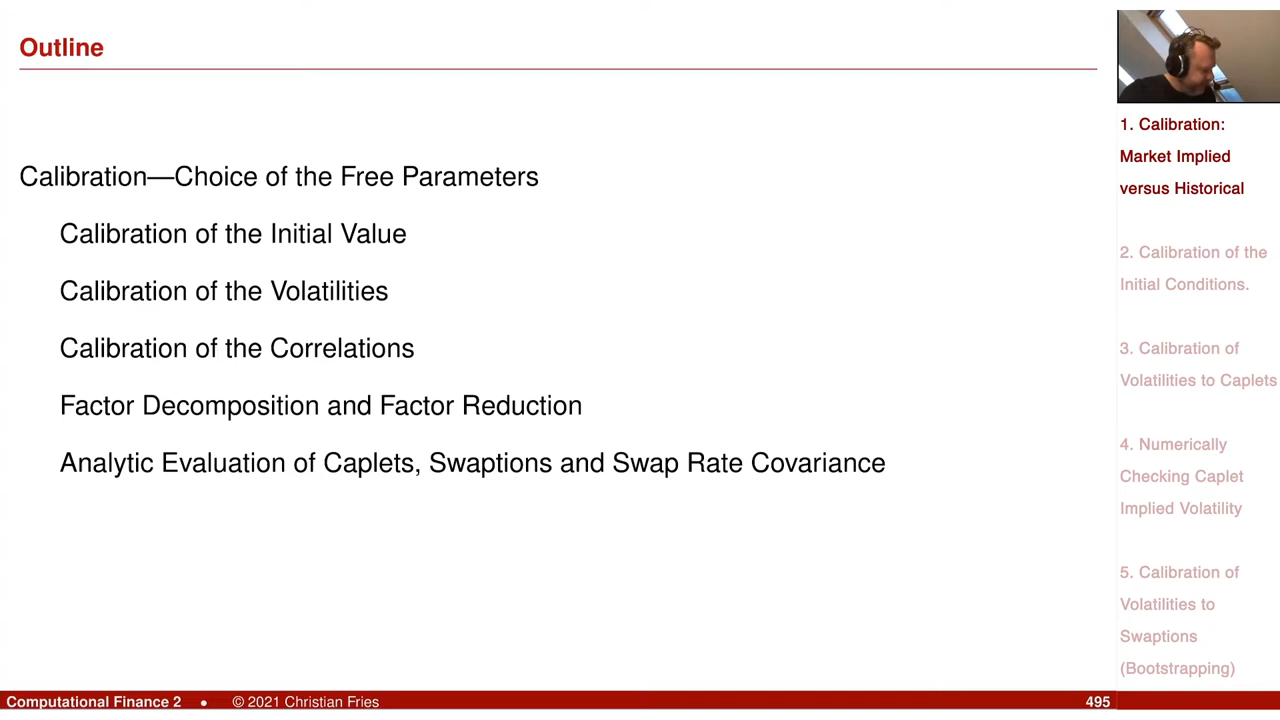 Outline
Calibration—Choice of the Free Parameters
Calibration of the Initial Value
Calibration of the Volatilities
Calibration of the Correlations
Factor Decomposition and Factor Reduction
Analytic Evaluation of Caplets, Swaptions and Swap Rate Covariance
1. Calibration:
Market Implied
versus Historical
2. Calibration of the
Initial Conditions.
3. Calibration of
Volatilities to Caplets
4. Numerically
Checking Caplet
Implied Volatility
5. Calibration of
Volatilities to
Swaptions
(Bootstrapping)
Computational Finance 2 • © 2021 Christian Fries 495